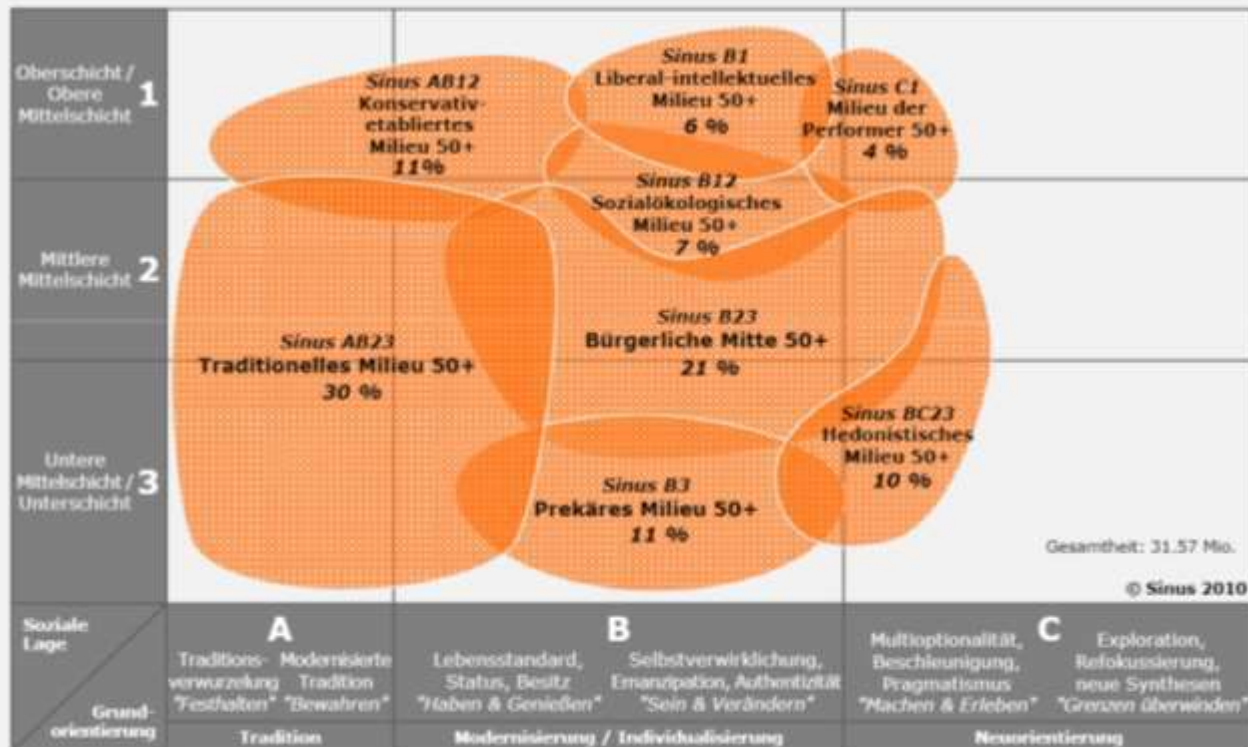 Oberschicht /
Obere
Mittelschicht
1
Sinus AB12
Konservativ-
etabliertes
Milieu 50+
11%
Sinus B1
Liberal-intellektuelles
Milieu 50+
6 %
Sinus C1
Milieu der
Performer 50+
4 %
Mittlere
Mittelschicht
2
Sinus B12
Sozialökologisches
Milieu 50+
7 %
Sinus AB23
Traditionelles Milieu 50+
30 %
Sinus B23
Bürgerliche Mitte 50+
21 %
Untere
Mittelschicht /
Unterschicht
3
Sinus B3
Prekäres Milieu 50+
11 %
Sinus BC23
Hedonistisches
Milieu 50+
10 %
Gesamtheit: 31.57 Mio.
© Sinus 2010
Soziale
Lage
Grund-
orientierung
A
Traditions-
verwurzelung
"Festhalten"
Modernisierte
Tradition
"Bewahren"
Tradition
B
Lebensstandard,
Status, Besitz
"Haben & Genießen"
Selbstverwirklichung,
Emanzipation, Authentizität
"Sein & Verändern"
Modernisierung / Individualisierung
C
Multioptionalität,
Beschleunigung,
Pragmatismus
"Machen & Erleben"
Exploration,
Refokussierung,
neue Synthesen
"Grenzen überwinden"
Neuorientierung